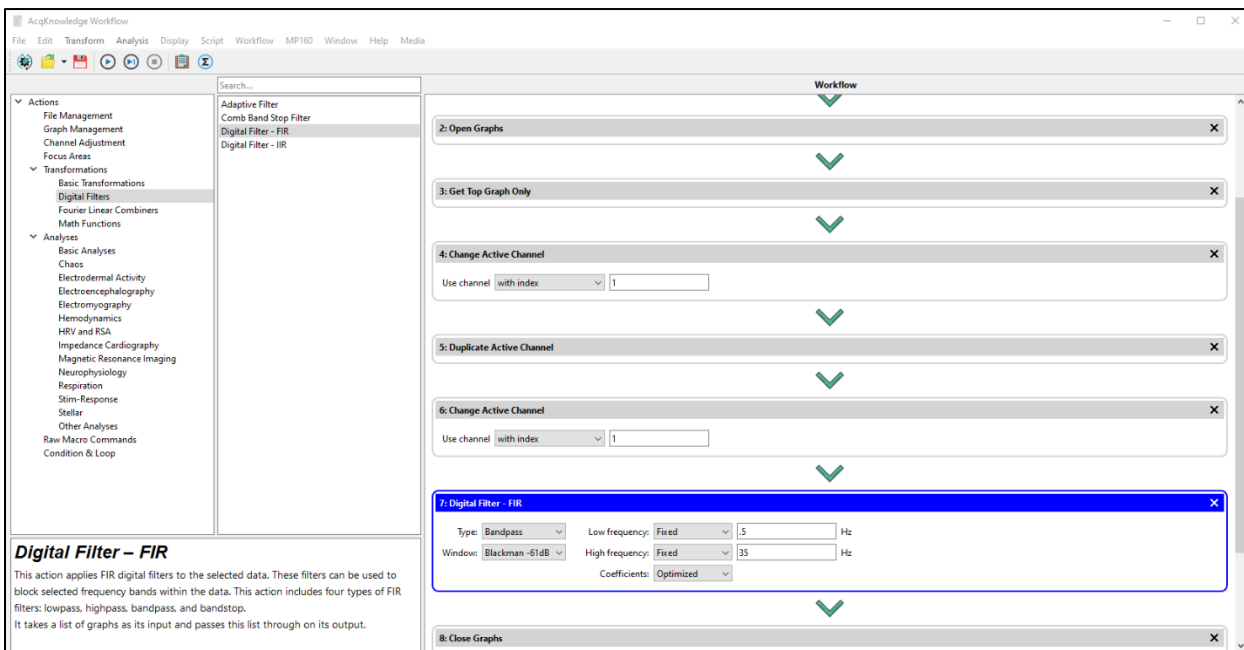 AcqKnowledge Workflow
File Edit Transform Analysis Display Script Workflow MP160 Window Help Media
Search...
Workflow
Actions
File Management
Graph Management
Channel Adjustment
Focus Areas
Transformations
Basic Transformations
Digital Filters
Fourier Linear Combiners
Math Functions
Analyses
Basic Analyses
Chaos
Electrodermal Activity
Electroencephalography
Electromyography
Hemodynamics
HRV and RSA
Impedance Cardiography
Magnetic Resonance Imaging
Neurophysiology
Respiration
Stim-Response
Stellar
Other Analyses
Raw Macro Commands
Condition & Loop
Adaptive Filter
Comb Band Stop Filter
Digital Filter - FIR
Digital Filter - IIR
2: Open Graphs
3: Get Top Graph Only
4: Change Active Channel
Use channel with index 1
5: Duplicate Active Channel
6: Change Active Channel
Use channel with index 1
7: Digital Filter - FIR
Type: Bandpass Low frequency: Fixed .5 Hz
Window: Blackman -61dB High frequency: Fixed 35 Hz
Coefficients: Optimized
8: Close Graphs
Digital Filter – FIR
This action applies FIR digital filters to the selected data. These filters can be used to
block selected frequency bands within the data. This action includes four types of FIR
filters: lowpass, highpass, bandpass, and bandstop.
It takes a list of graphs as its input and passes this list through on its output.